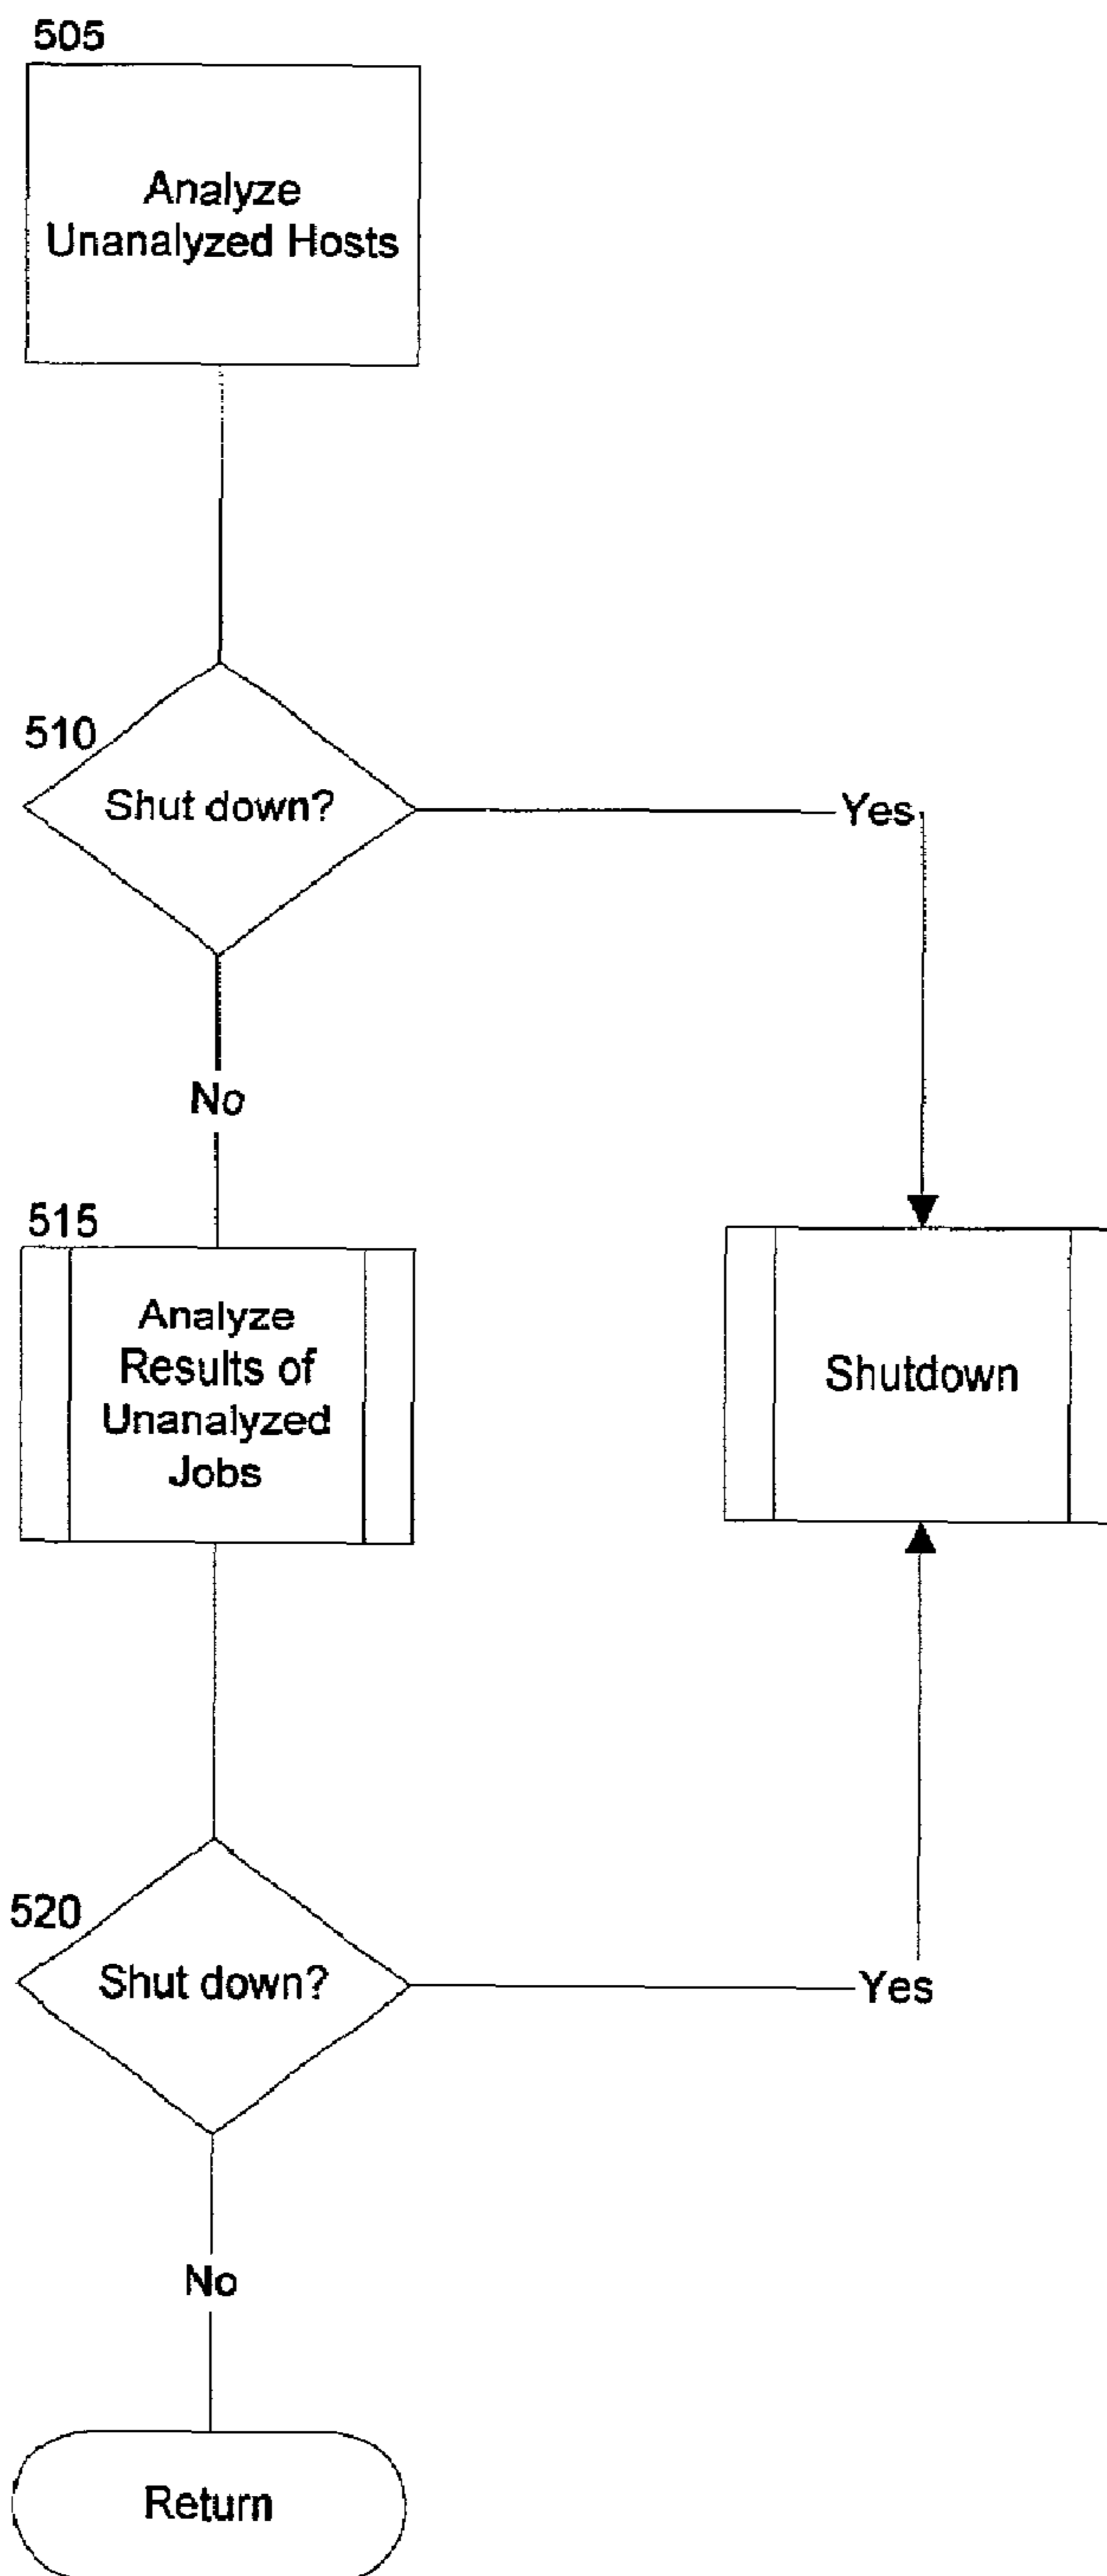 505
Analyze
Unanalyzed Hosts
510
Shut down?
Yes
No
515
Analyze
Results of
Unanalyzed
Jobs
Shutdown
520
Shut down?
Yes
No
Return